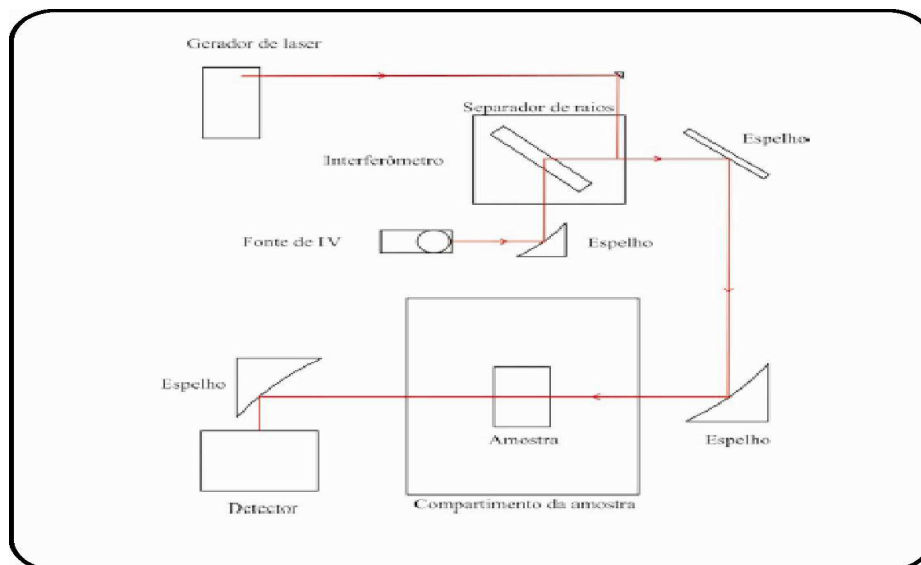 Gerador de laser
Separador de raios
Espelho
Interferômetro
Fonte de IV
Espelho
Espelho
Amostra
Espelho
Detector
Compartimento da amostra